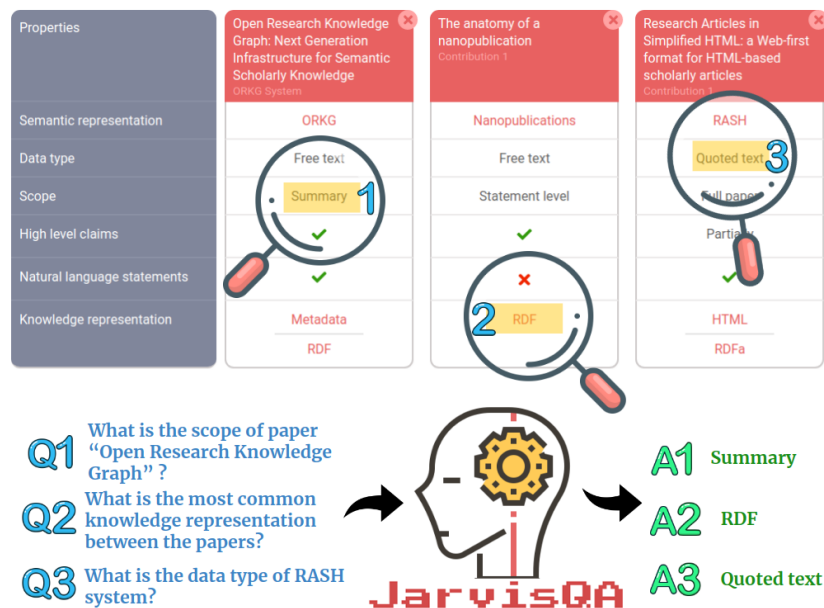 Properties
Open Research Knowledge
Graph: Next Generation
Infrastructure for Semantic
Scholarly Knowledge
ORKG System
The anatomy of a
nanopublication
Contribution 1
Research Articles in
Simplified HTML: a Web-first
format for HTML-based
scholarly articles
Contribution 1
Semantic representation
ORKG
Nanopublications
RASH
Data type
Free text
Free text
Quoted text
3
Scope
Summary
1
Statement level
Full paper
High level claims
Partially
Natural language statements
Knowledge representation
Metadata
2
RDF
HTML
RDF
RDFa
Q1
What is the scope of paper
“Open Research Knowledge
Graph” ?
Q2
What is the most common
knowledge representation
between the papers?
Q3
What is the data type of RASH
system?
JarvisQA
A1 Summary
A2 RDF
A3 Quoted text